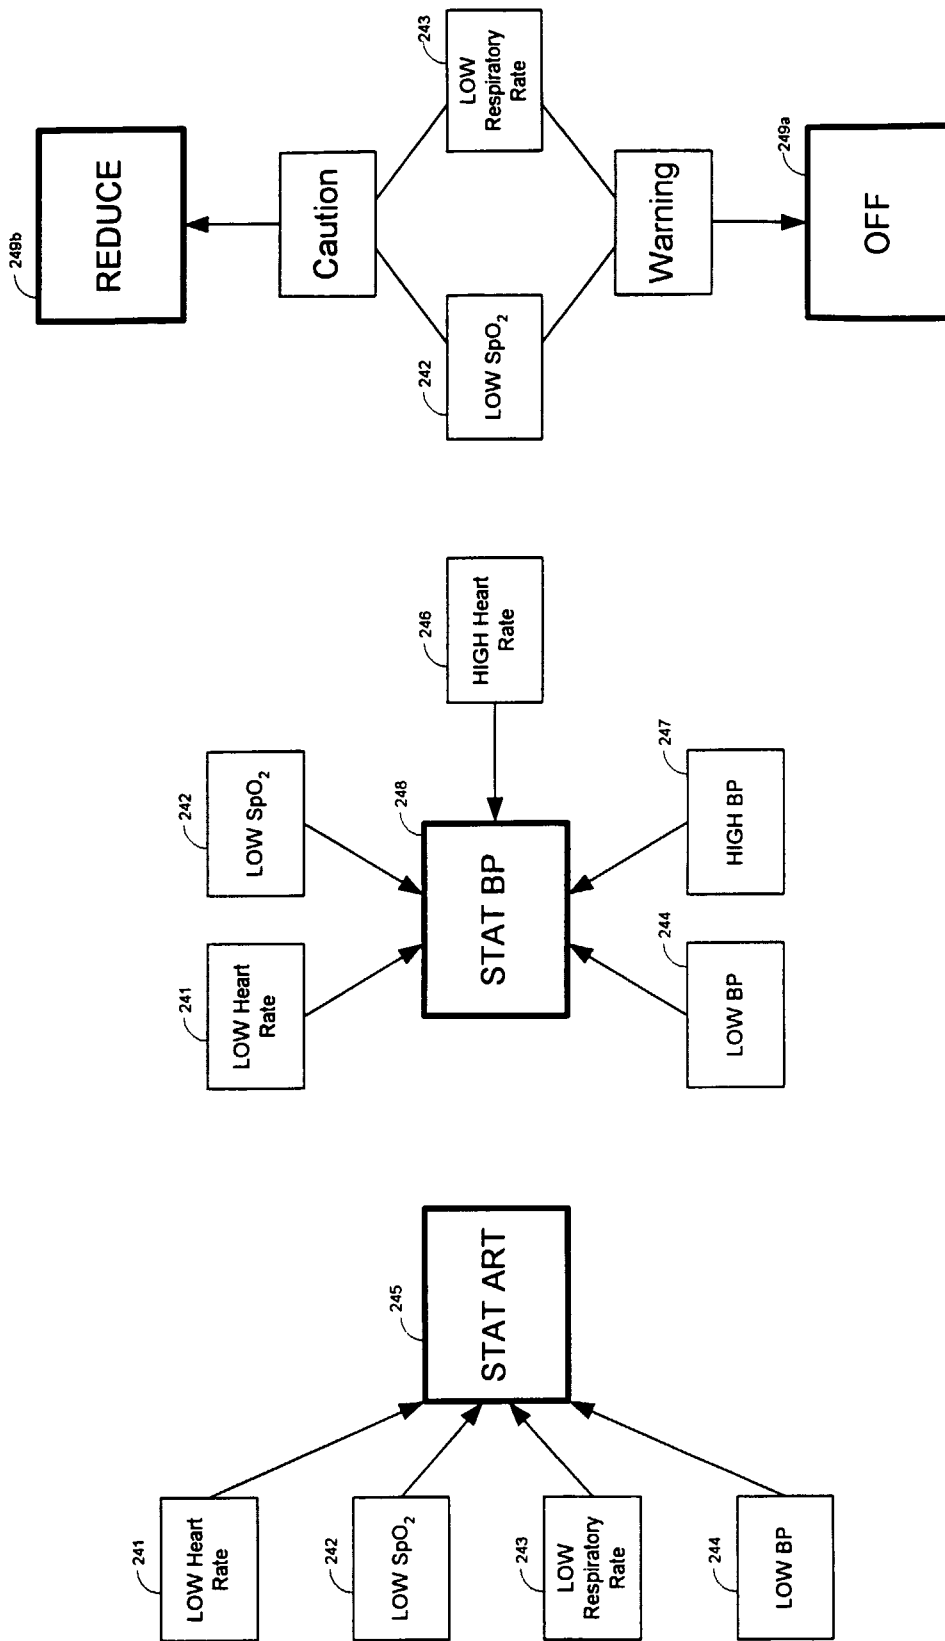 241
LOW Heart
Rate
242
LOW SpO₂
243
LOW
Respiratory
Rate
244
LOW BP
245
STAT ART
241
LOW Heart
Rate
242
LOW SpO₂
248
STAT BP
246
HIGH Heart
Rate
244
LOW BP
247
HIGH BP
249b
REDUCE
Caution
242
LOW SpO₂
243
LOW
Respiratory
Rate
Warning
249a
OFF